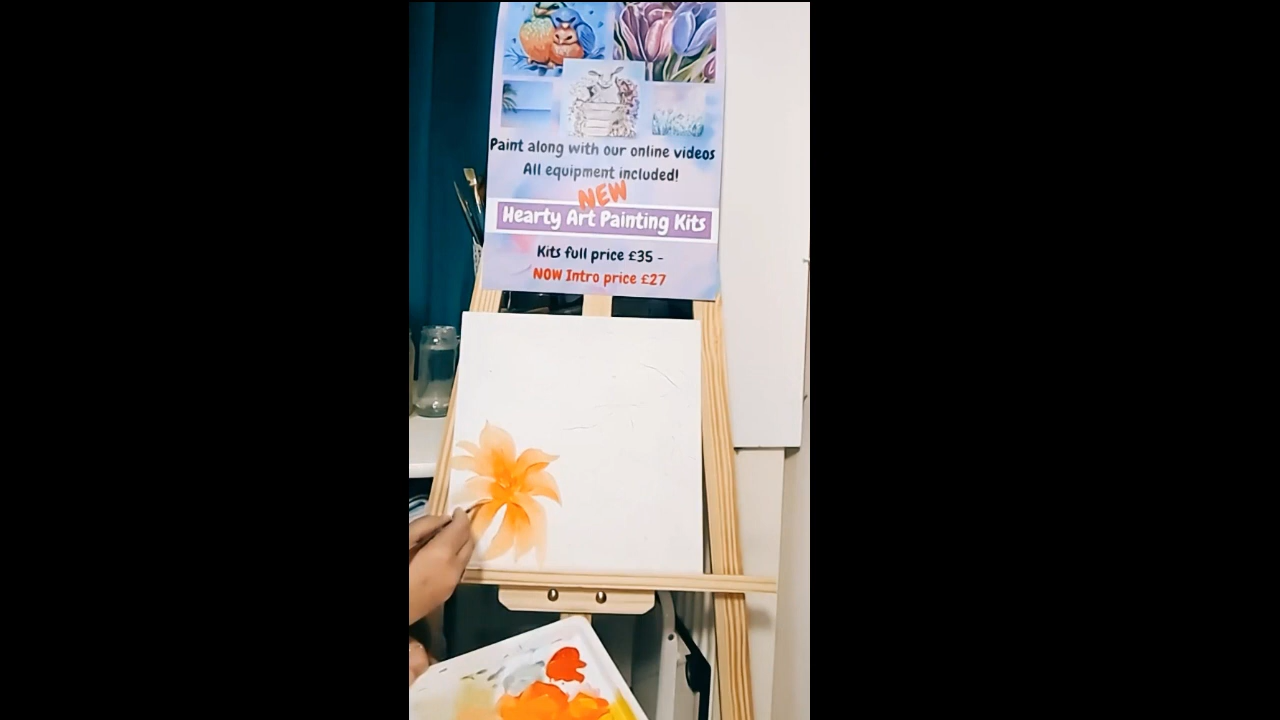 Paint along with our online videos
All equipment included!
NEW
Hearty Art Painting Kits
Kits full price £35 -
NOW Intro price £27